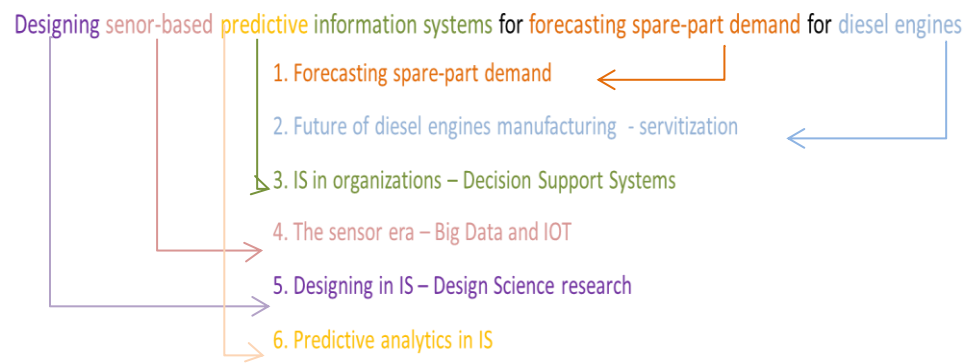 Designing senor-based predictive information systems for forecasting spare-part demand for diesel engines
1. Forecasting spare-part demand
2. Future of diesel engines manufacturing - servitization
3. IS in organizations – Decision Support Systems
4. The sensor era – Big Data and IOT
5. Designing in IS – Design Science research
6. Predictive analytics in IS